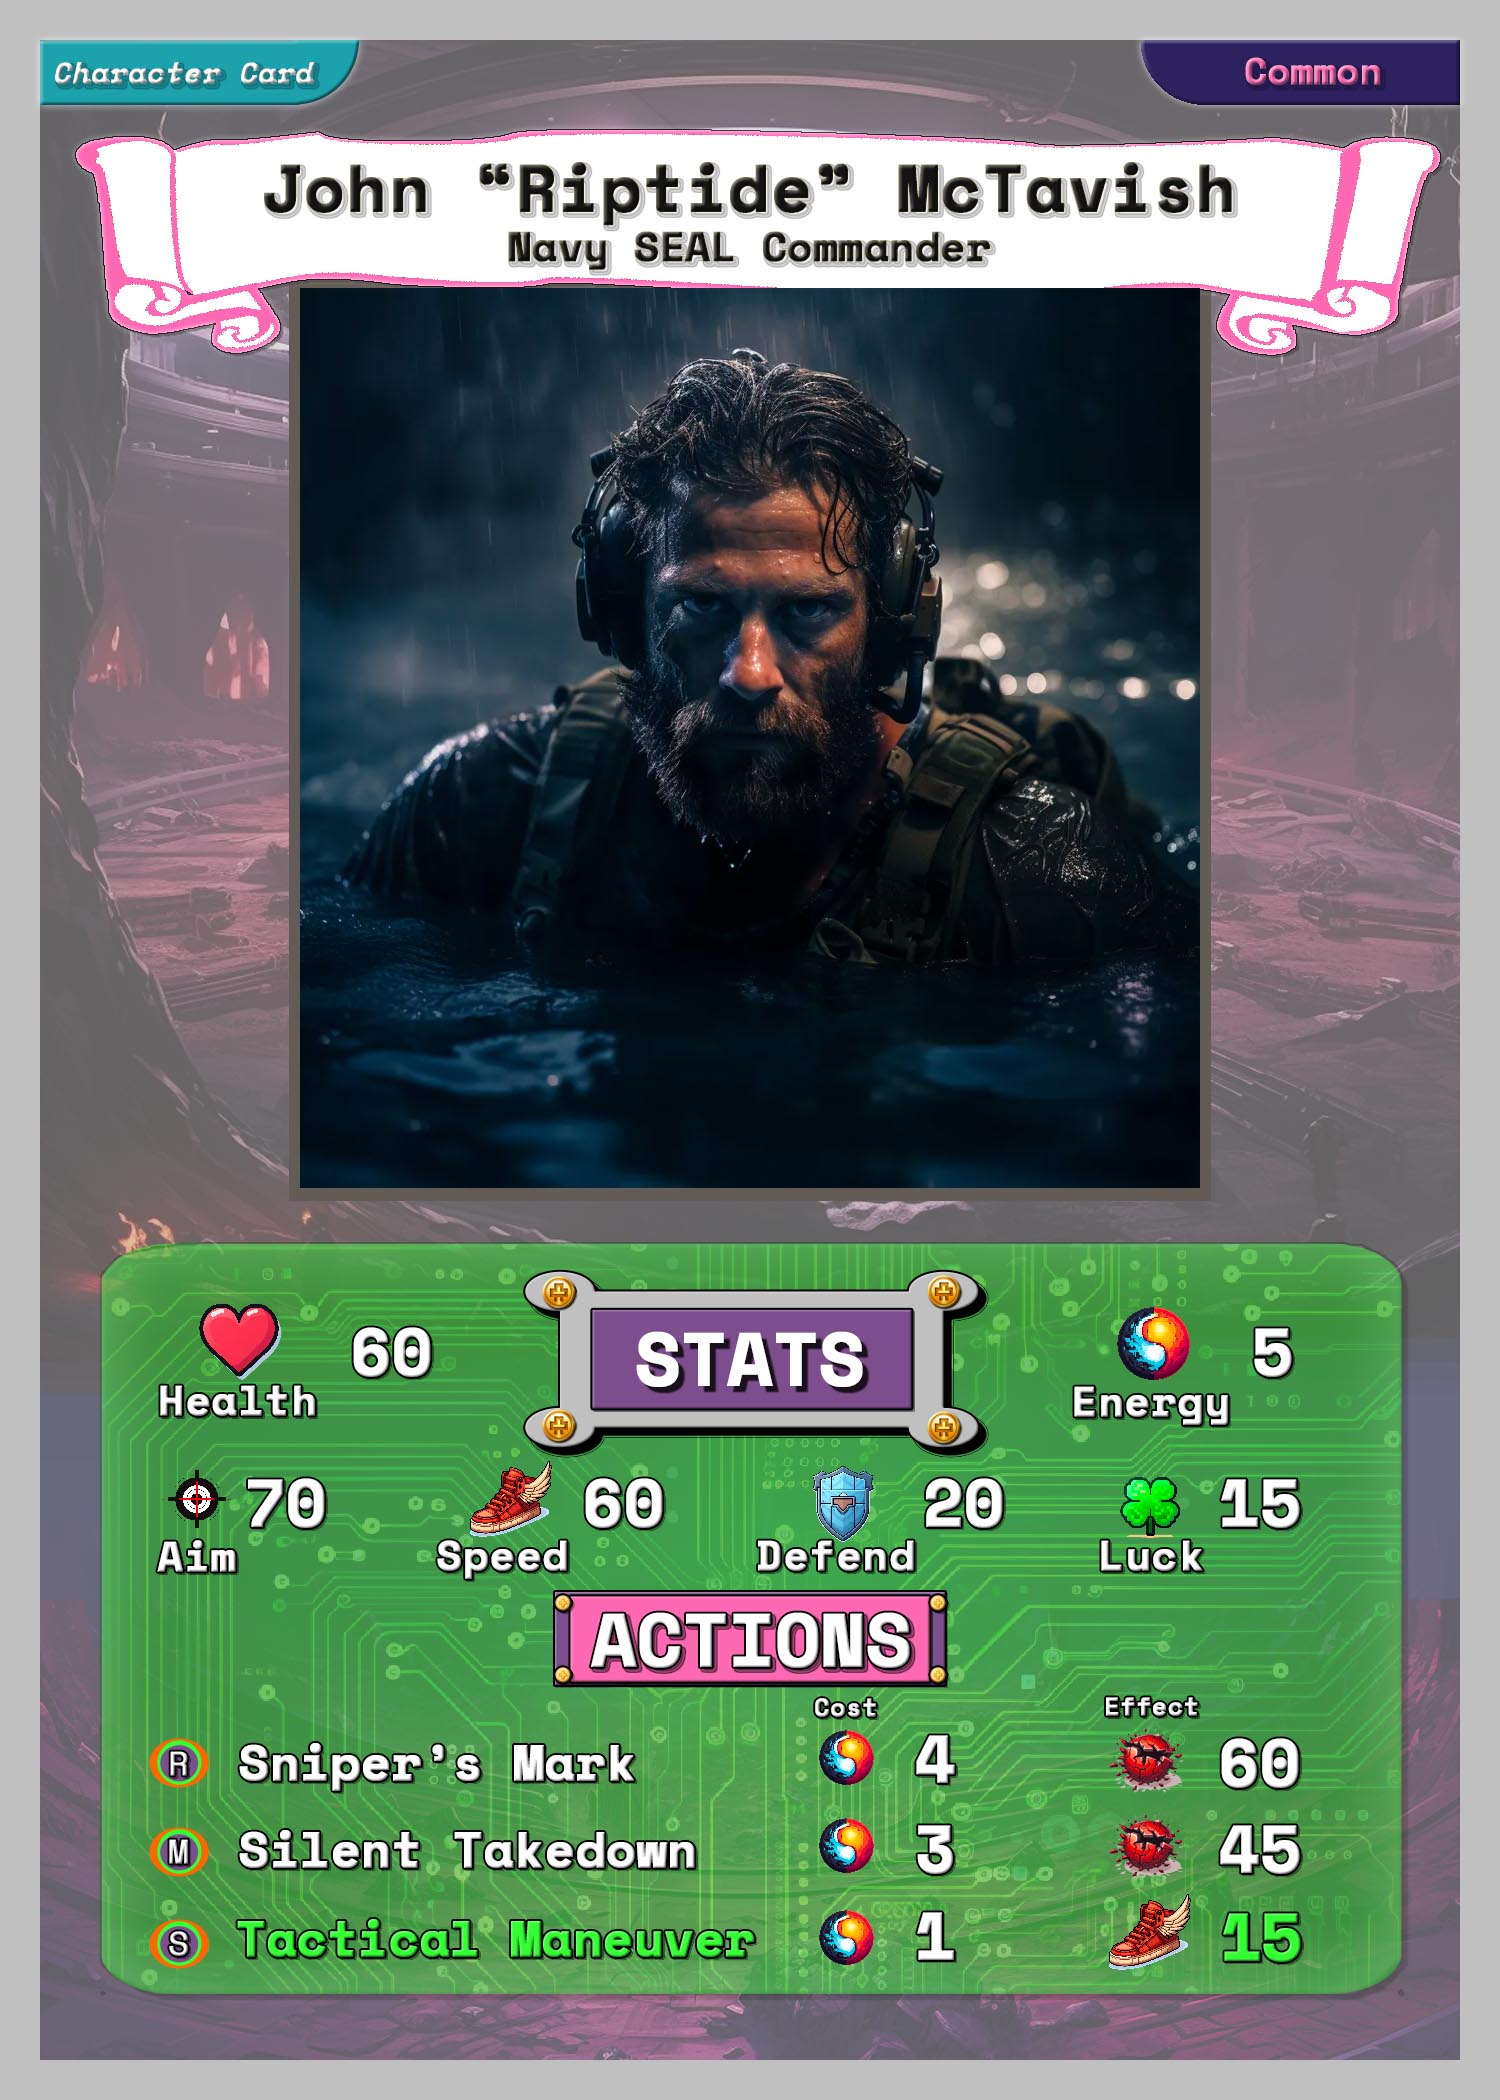 Character Card
Common
John “Riptide” McTavish
Navy SEAL Commander
60
STATS
5
Health
Energy
70
60
20
15
Aim
Speed
Defend
Luck
ACTIONS
Cost
Effect
R Sniper’s Mark 4 60
M Silent Takedown 3 45
S Tactical Maneuver 1 15